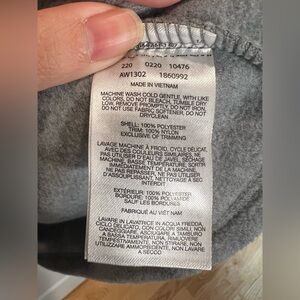 220 0220 10476
AW1302 1860992
MADE IN VIETNAM
MACHINE WASH COLD GENTLE, WITH LIKE
COLORS, DO NOT BLEACH, TUMBLE DRY
LOW, REMOVE PROMPTLY, DO NOT IRON,
DO NOT USE FABRIC SOFTENER, DO NOT
DRYCLEAN
SHELL: 100% POLYESTER
TRIM: 100% NYLON
EXCLUSIVE OF TRIMMING
LAVAGE MACHINE À FROID, CYCLE DÉLICAT,
AVEC DES COULEURS SIMILAIRES, NE
PAS UTILISER D'EAU DE JAVEL, SÉCHAGE
MACHINE BASSE TEMPÉRATURE, SORTIR
IMMÉDIATEMENT DE LA MACHINE,
NE PAS REPASSER, NE PAS UTILISER
D'ASSOUPLISSANT, NETTOYAGE À SEC
INTERDIT
EXTÉRIEUR: 100% POLYESTER
BORDURE: 100% POLYAMIDE
SAUF LES BORDURES
FABRIQUÉ AU VIETNAM
LAVARE IN LAVATRICE IN ACQUA FREDDA,
CICLO DELICATO, CON COLORI SIMILI, NON
CANDEGGIARE, ASCIUGARE A TAMBURO
A BASSA TEMPERATURA, RIMUOVERE
TEMPESTIVAMENTE, NON STIRARE, NON
USARE AMMORBIDENTE, NON LAVARE
A SECCO